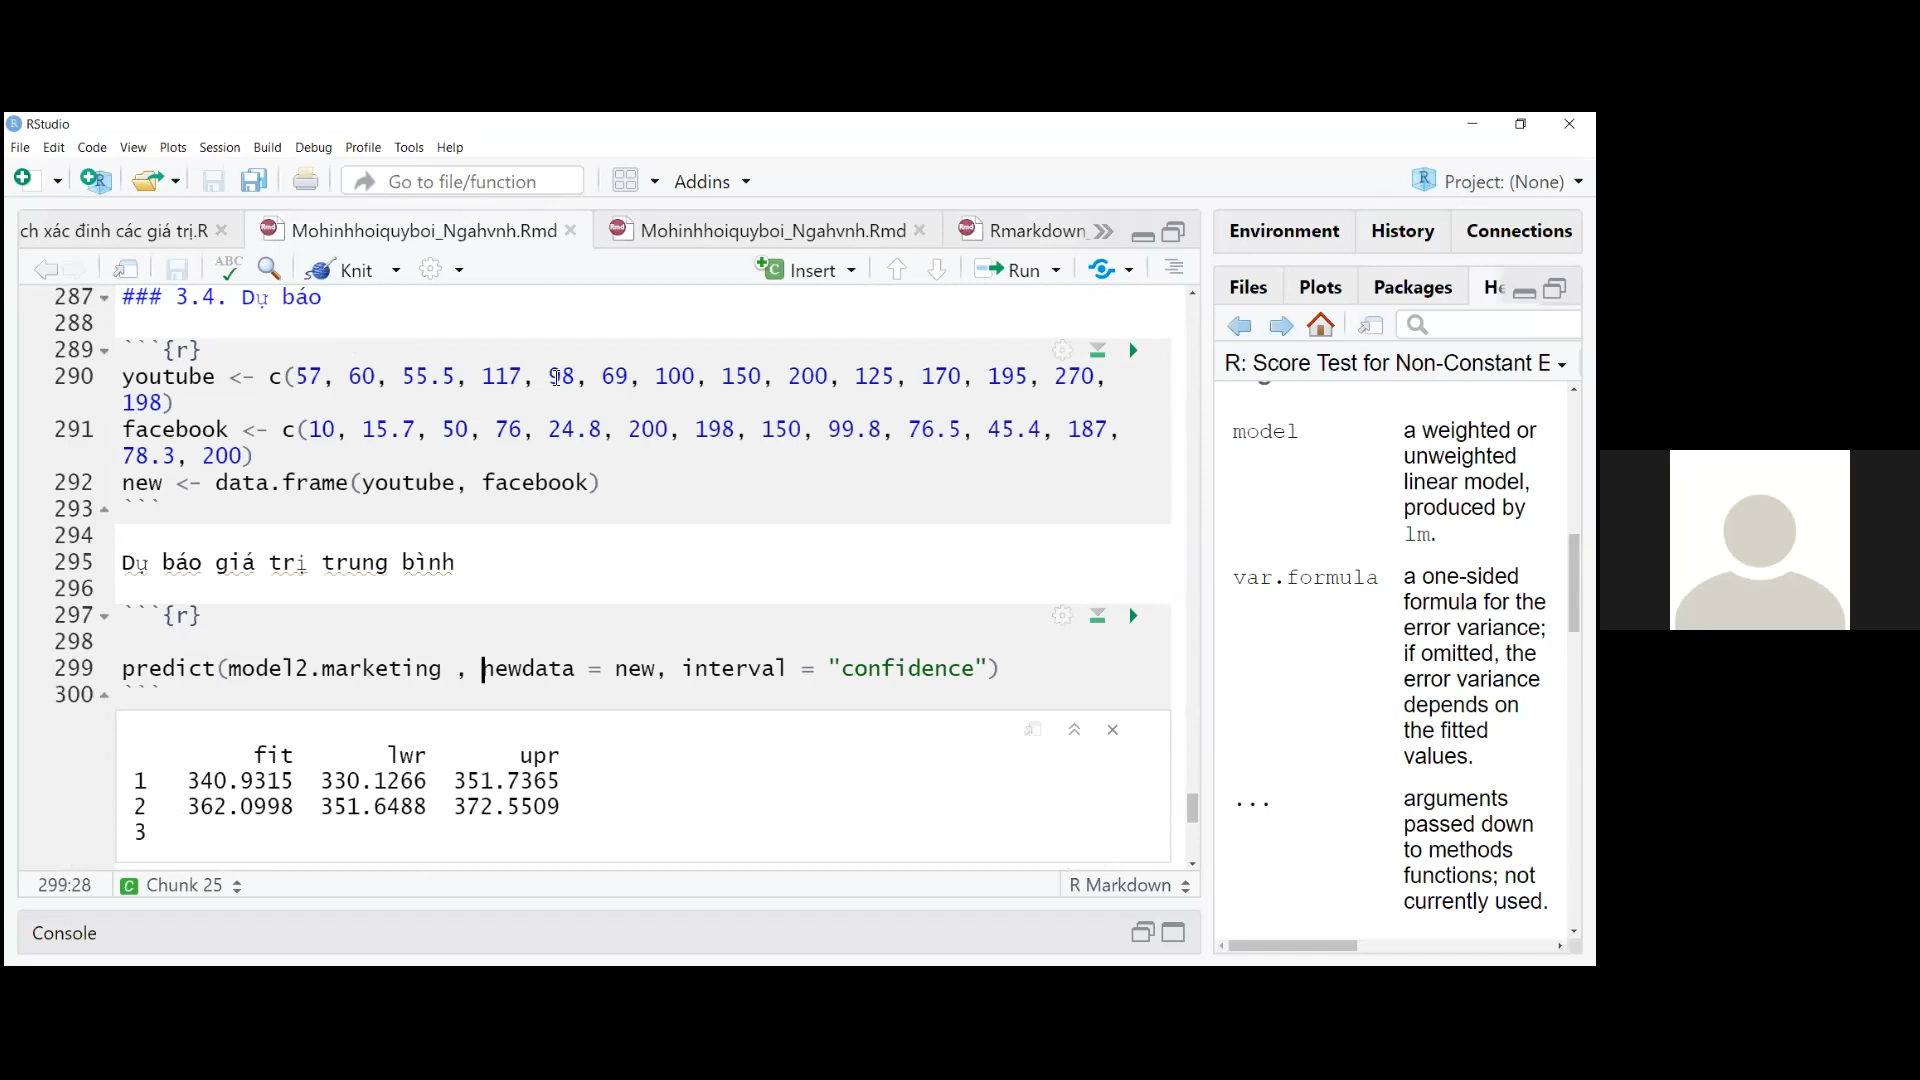 RStudio
File Edit Code View Plots Session Build Debug Profile Tools Help
Go to file/function Addins Project: (None)
ch xác đinh các giá trị.R Mohinhhoiquyboi_Ngahvnh.Rmd Mohinhhoiquyboi_Ngahvnh.Rmd Rmarkdown_
ABC Knit Insert Run
287 ### 3.4. Dự báo
288
289 ```{r}
290 youtube <- c(57, 60, 55.5, 117, 98, 69, 100, 150, 200, 125, 170, 195, 270,
198)
291 facebook <- c(10, 15.7, 50, 76, 24.8, 200, 198, 150, 99.8, 76.5, 45.4, 187,
78.3, 200)
292 new <- data.frame(youtube, facebook)
293 ```
294
295 Dự báo giá trị trung bình
296
297 ```{r}
298
299 predict(model2.marketing , newdata = new, interval = "confidence")
300 ```
fit lwr upr
1 340.9315 330.1266 351.7365
2 362.0998 351.6488 372.5509
3
299:28 Chunk 25 R Markdown
Console
Environment History Connections
Files Plots Packages
R: Score Test for Non-Constant E
model a weighted or
unweighted
linear model,
produced by
lm.
var.formula a one-sided
formula for the
error variance;
if omitted, the
error variance
depends on
the fitted
values.
... arguments
passed down
to methods
functions; not
currently used.